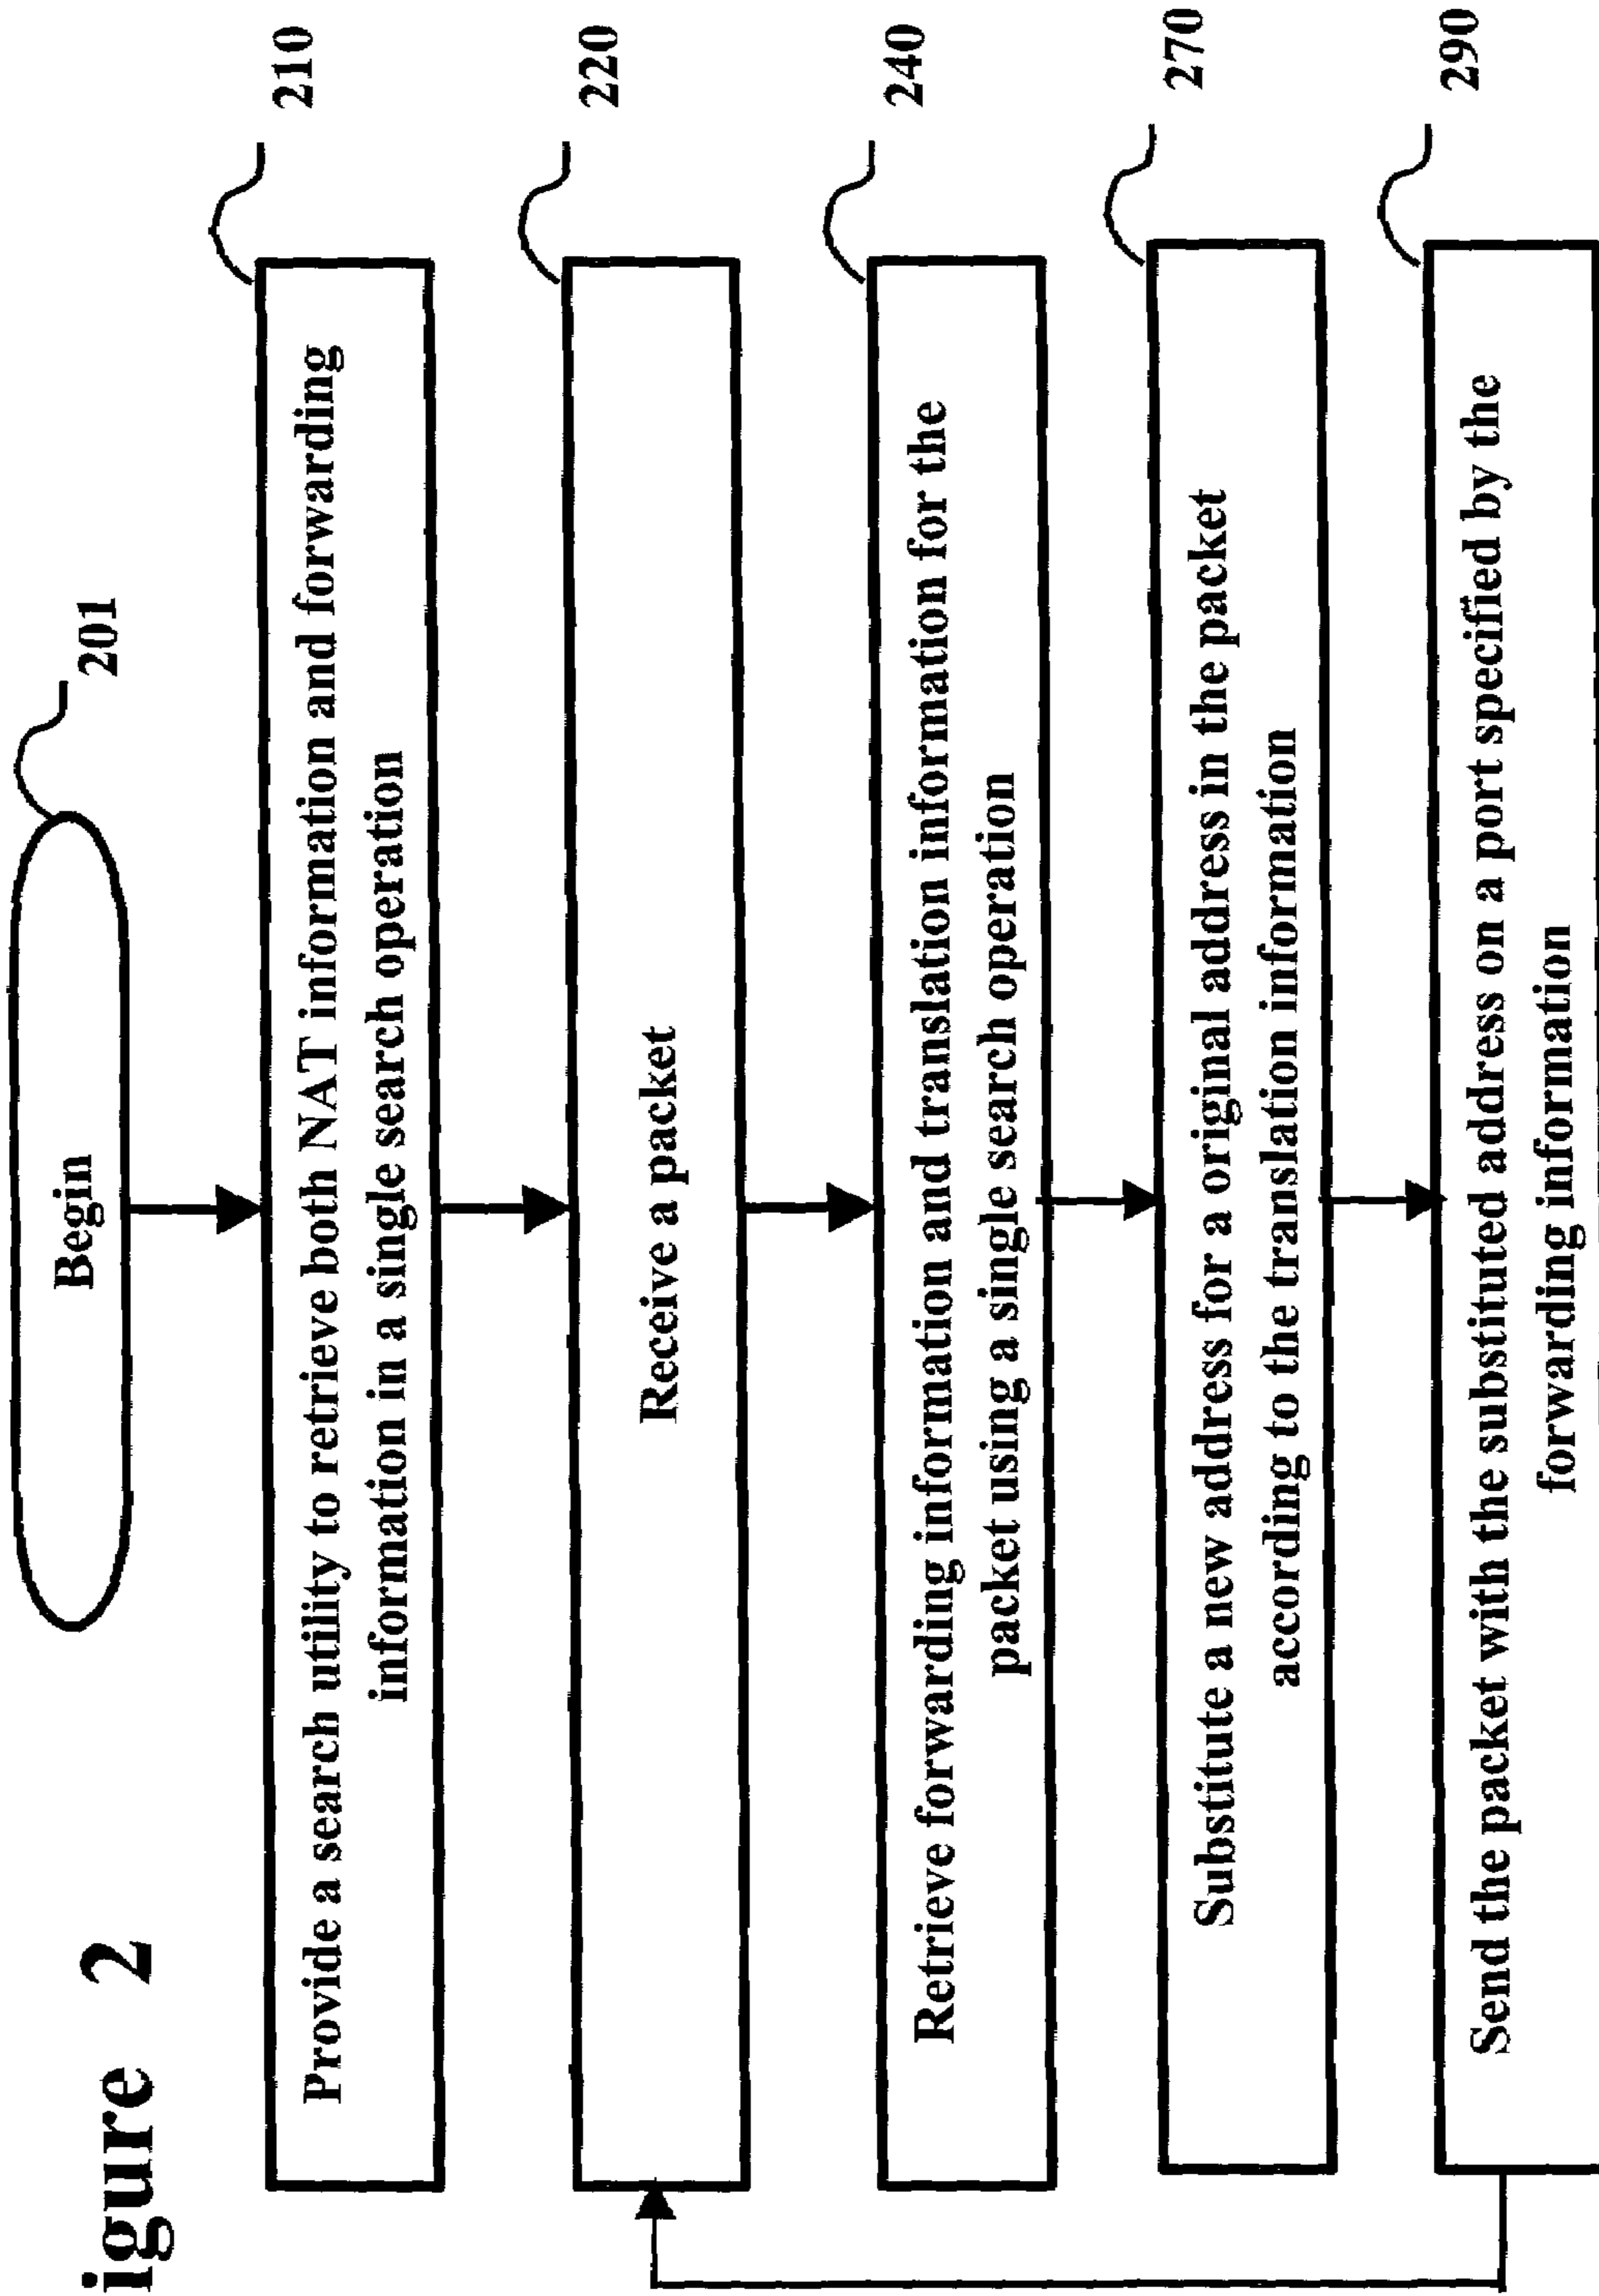 igure 2
Begin
201
Provide a search utility to retrieve both NAT information and forwarding
information in a single search operation
210
Receive a packet
220
Retrieve forwarding information and translation information for the
packet using a single search operation
240
Substitute a new address for a original address in the packet
according to the translation information
270
Send the packet with the substituted address on a port specified by the
forwarding information
290